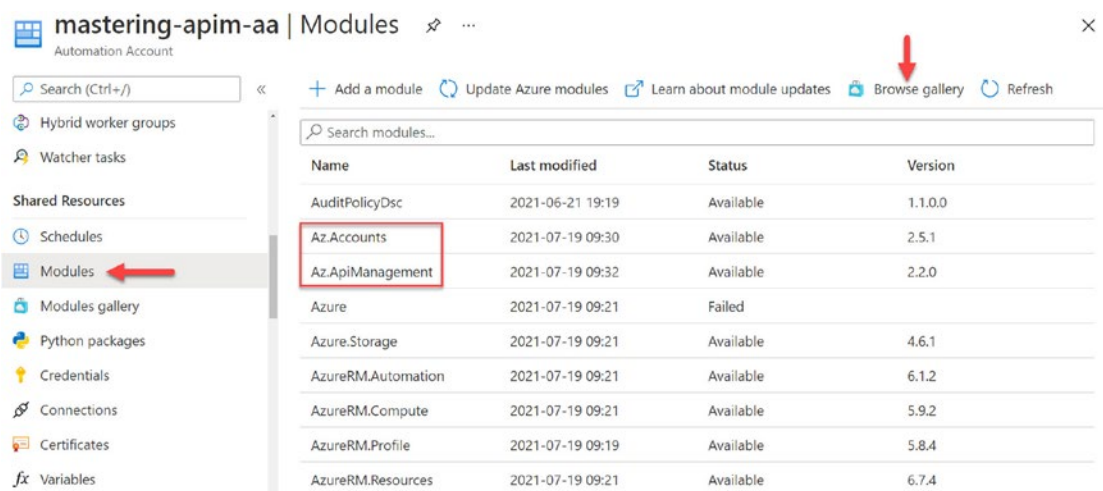 mastering-apim-aa | Modules ...
Automation Account
Search (Ctrl+/) «
Hybrid worker groups
Watcher tasks
Shared Resources
Schedules
Modules
Modules gallery
Python packages
Credentials
Connections
Certificates
fx Variables
+ Add a module Update Azure modules Learn about module updates Browse gallery Refresh
Search modules...
Name Last modified Status Version
AuditPolicyDsc 2021-06-21 19:19 Available 1.1.0.0
Az.Accounts 2021-07-19 09:30 Available 2.5.1
Az.ApiManagement 2021-07-19 09:32 Available 2.2.0
Azure 2021-07-19 09:21 Failed
Azure.Storage 2021-07-19 09:21 Available 4.6.1
AzureRM.Automation 2021-07-19 09:21 Available 6.1.2
AzureRM.Compute 2021-07-19 09:21 Available 5.9.2
AzureRM.Profile 2021-07-19 09:19 Available 5.8.4
AzureRM.Resources 2021-07-19 09:21 Available 6.7.4